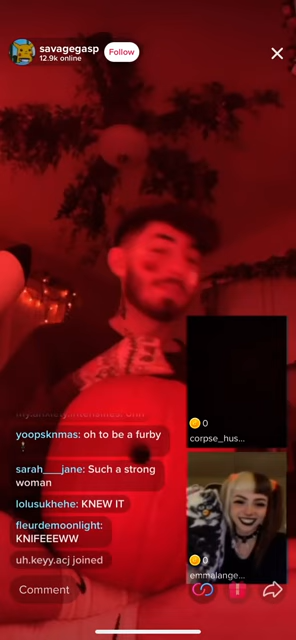 savagegasp
12.9k online
Follow
yoopsknmas: oh to be a furby
sarah___jane: Such a strong
woman
lolusukhehe: KNEW IT
fleurdemoonlight:
KNIFEEEWW
uh.keyy.acj joined
Comment
0
corpse_hus...
0
emmalange...